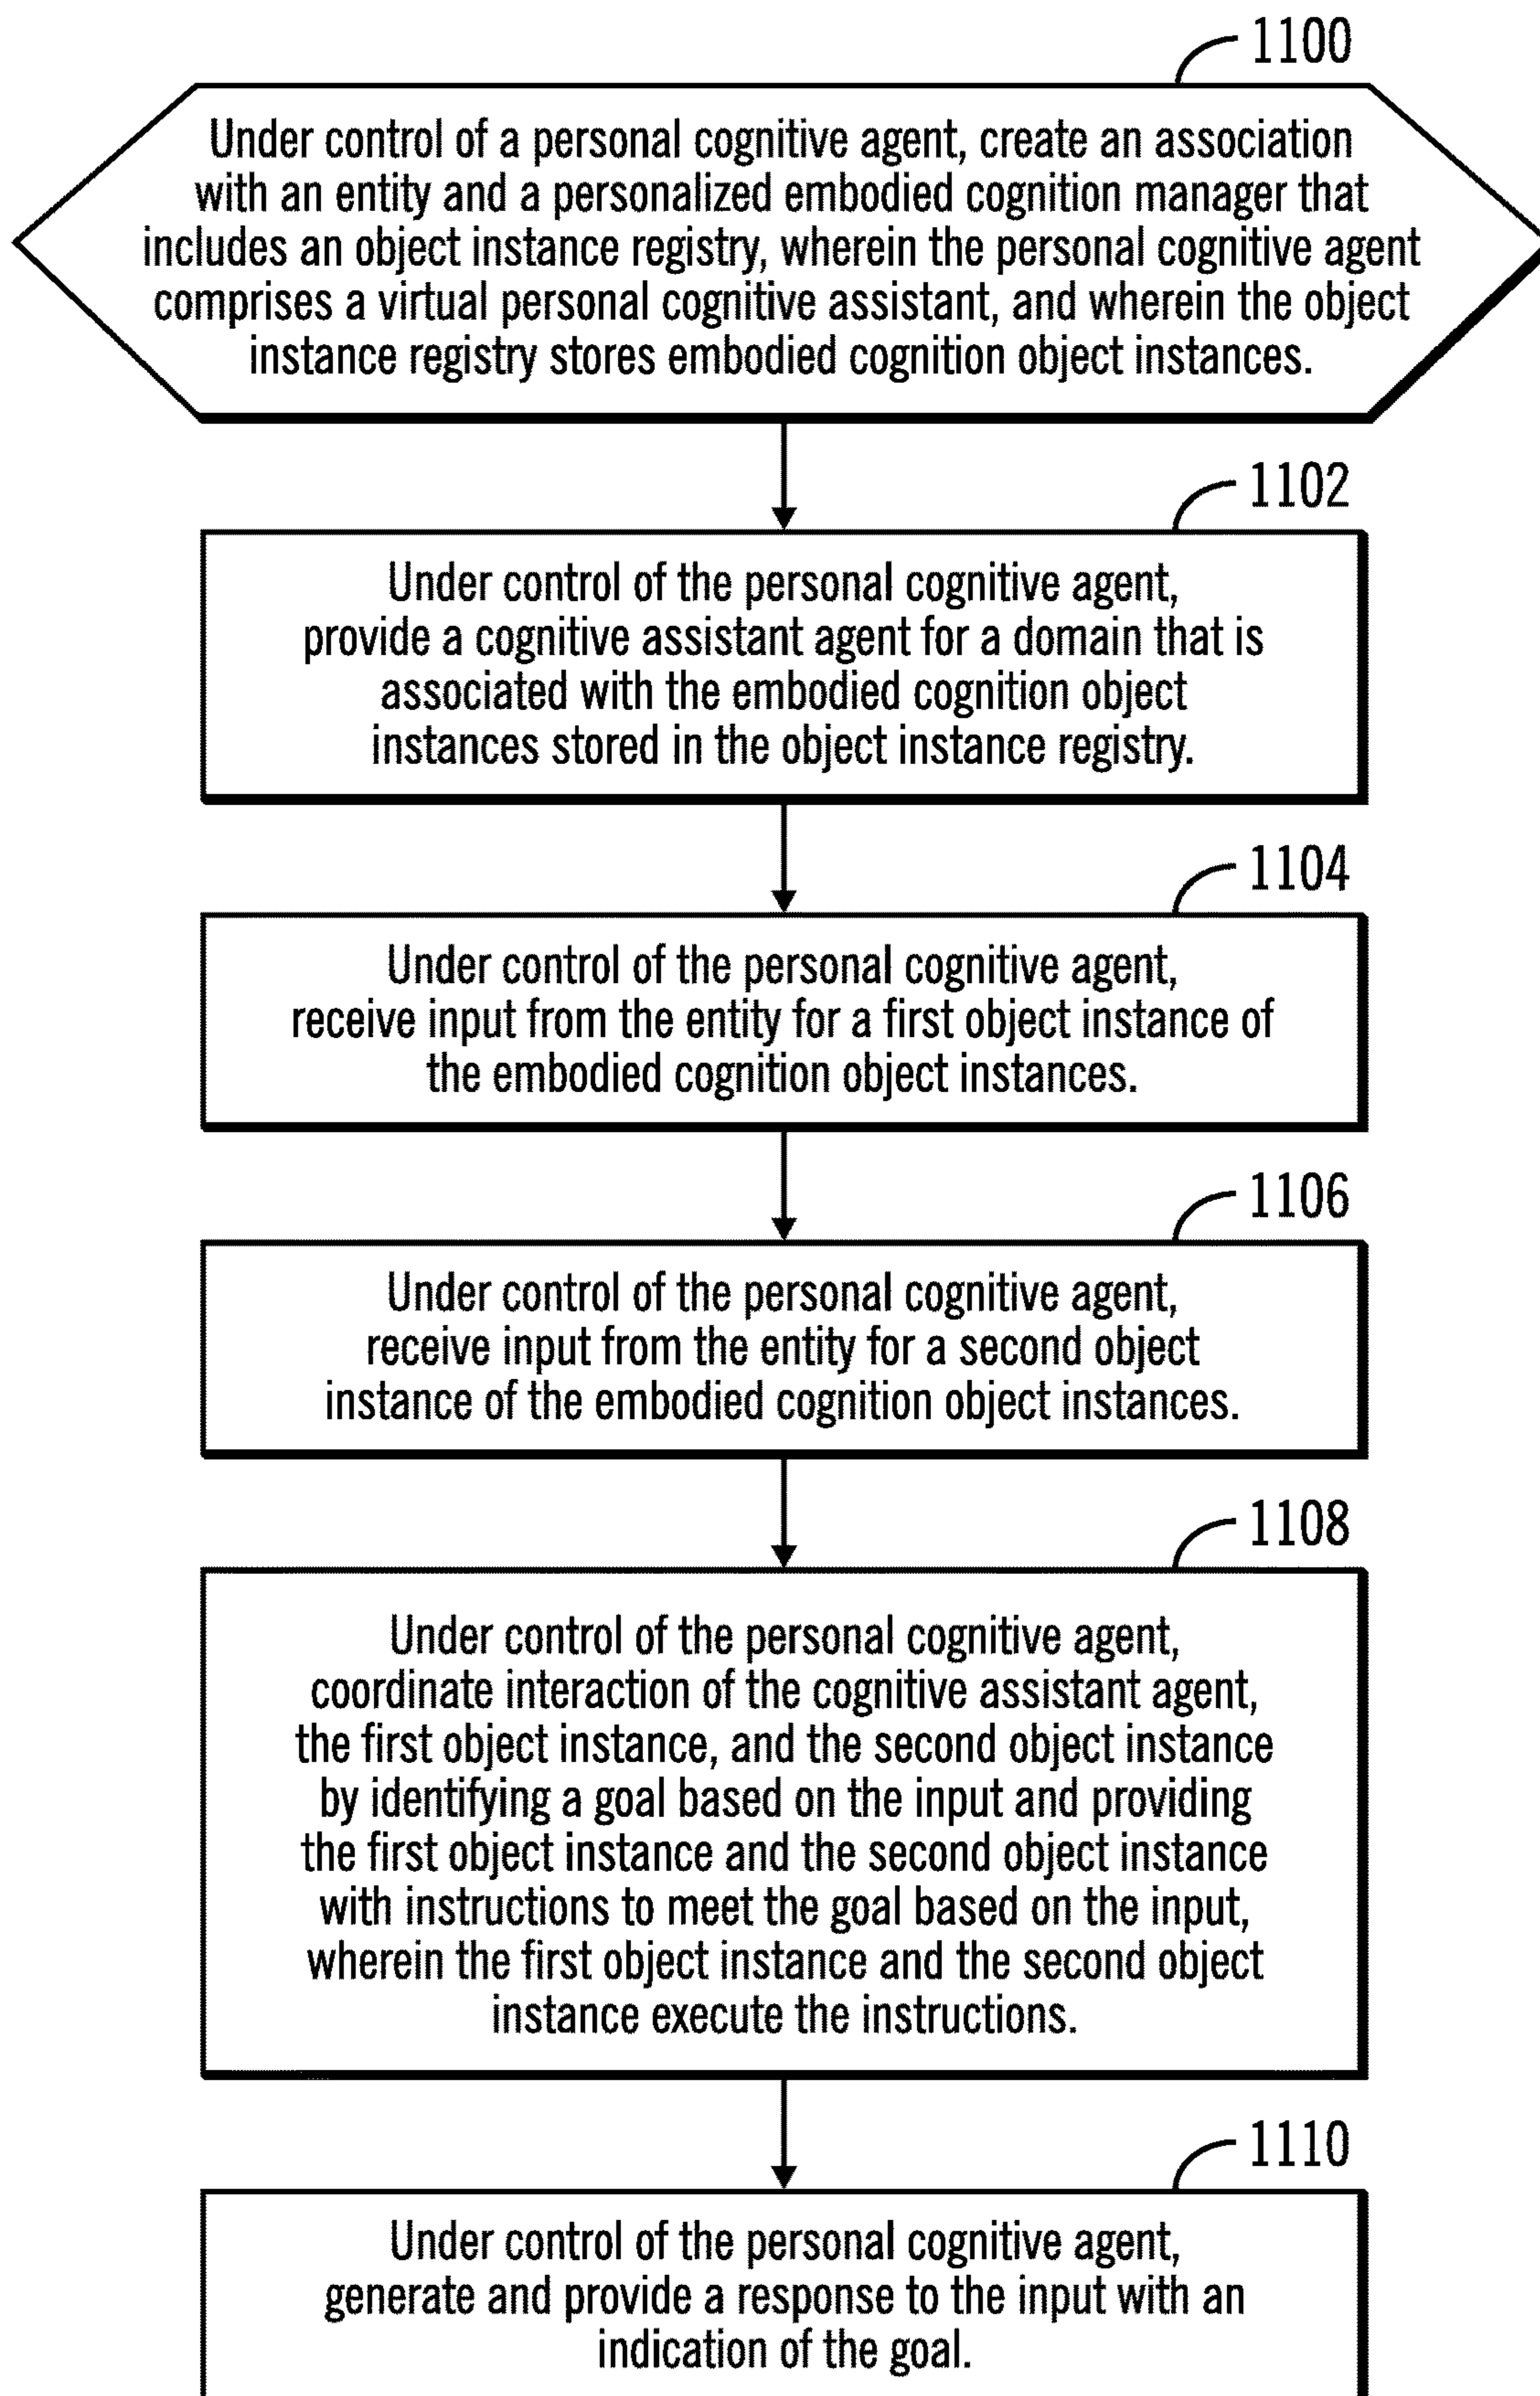 1100
Under control of a personal cognitive agent, create an association
with an entity and a personalized embodied cognition manager that
includes an object instance registry, wherein the personal cognitive agent
comprises a virtual personal cognitive assistant, and wherein the object
instance registry stores embodied cognition object instances.
1102
Under control of the personal cognitive agent,
provide a cognitive assistant agent for a domain that is
associated with the embodied cognition object
instances stored in the object instance registry.
1104
Under control of the personal cognitive agent,
receive input from the entity for a first object instance of
the embodied cognition object instances.
1106
Under control of the personal cognitive agent,
receive input from the entity for a second object
instance of the embodied cognition object instances.
1108
Under control of the personal cognitive agent,
coordinate interaction of the cognitive assistant agent,
the first object instance, and the second object instance
by identifying a goal based on the input and providing
the first object instance and the second object instance
with instructions to meet the goal based on the input,
wherein the first object instance and the second object
instance execute the instructions.
1110
Under control of the personal cognitive agent,
generate and provide a response to the input with an
indication of the goal.